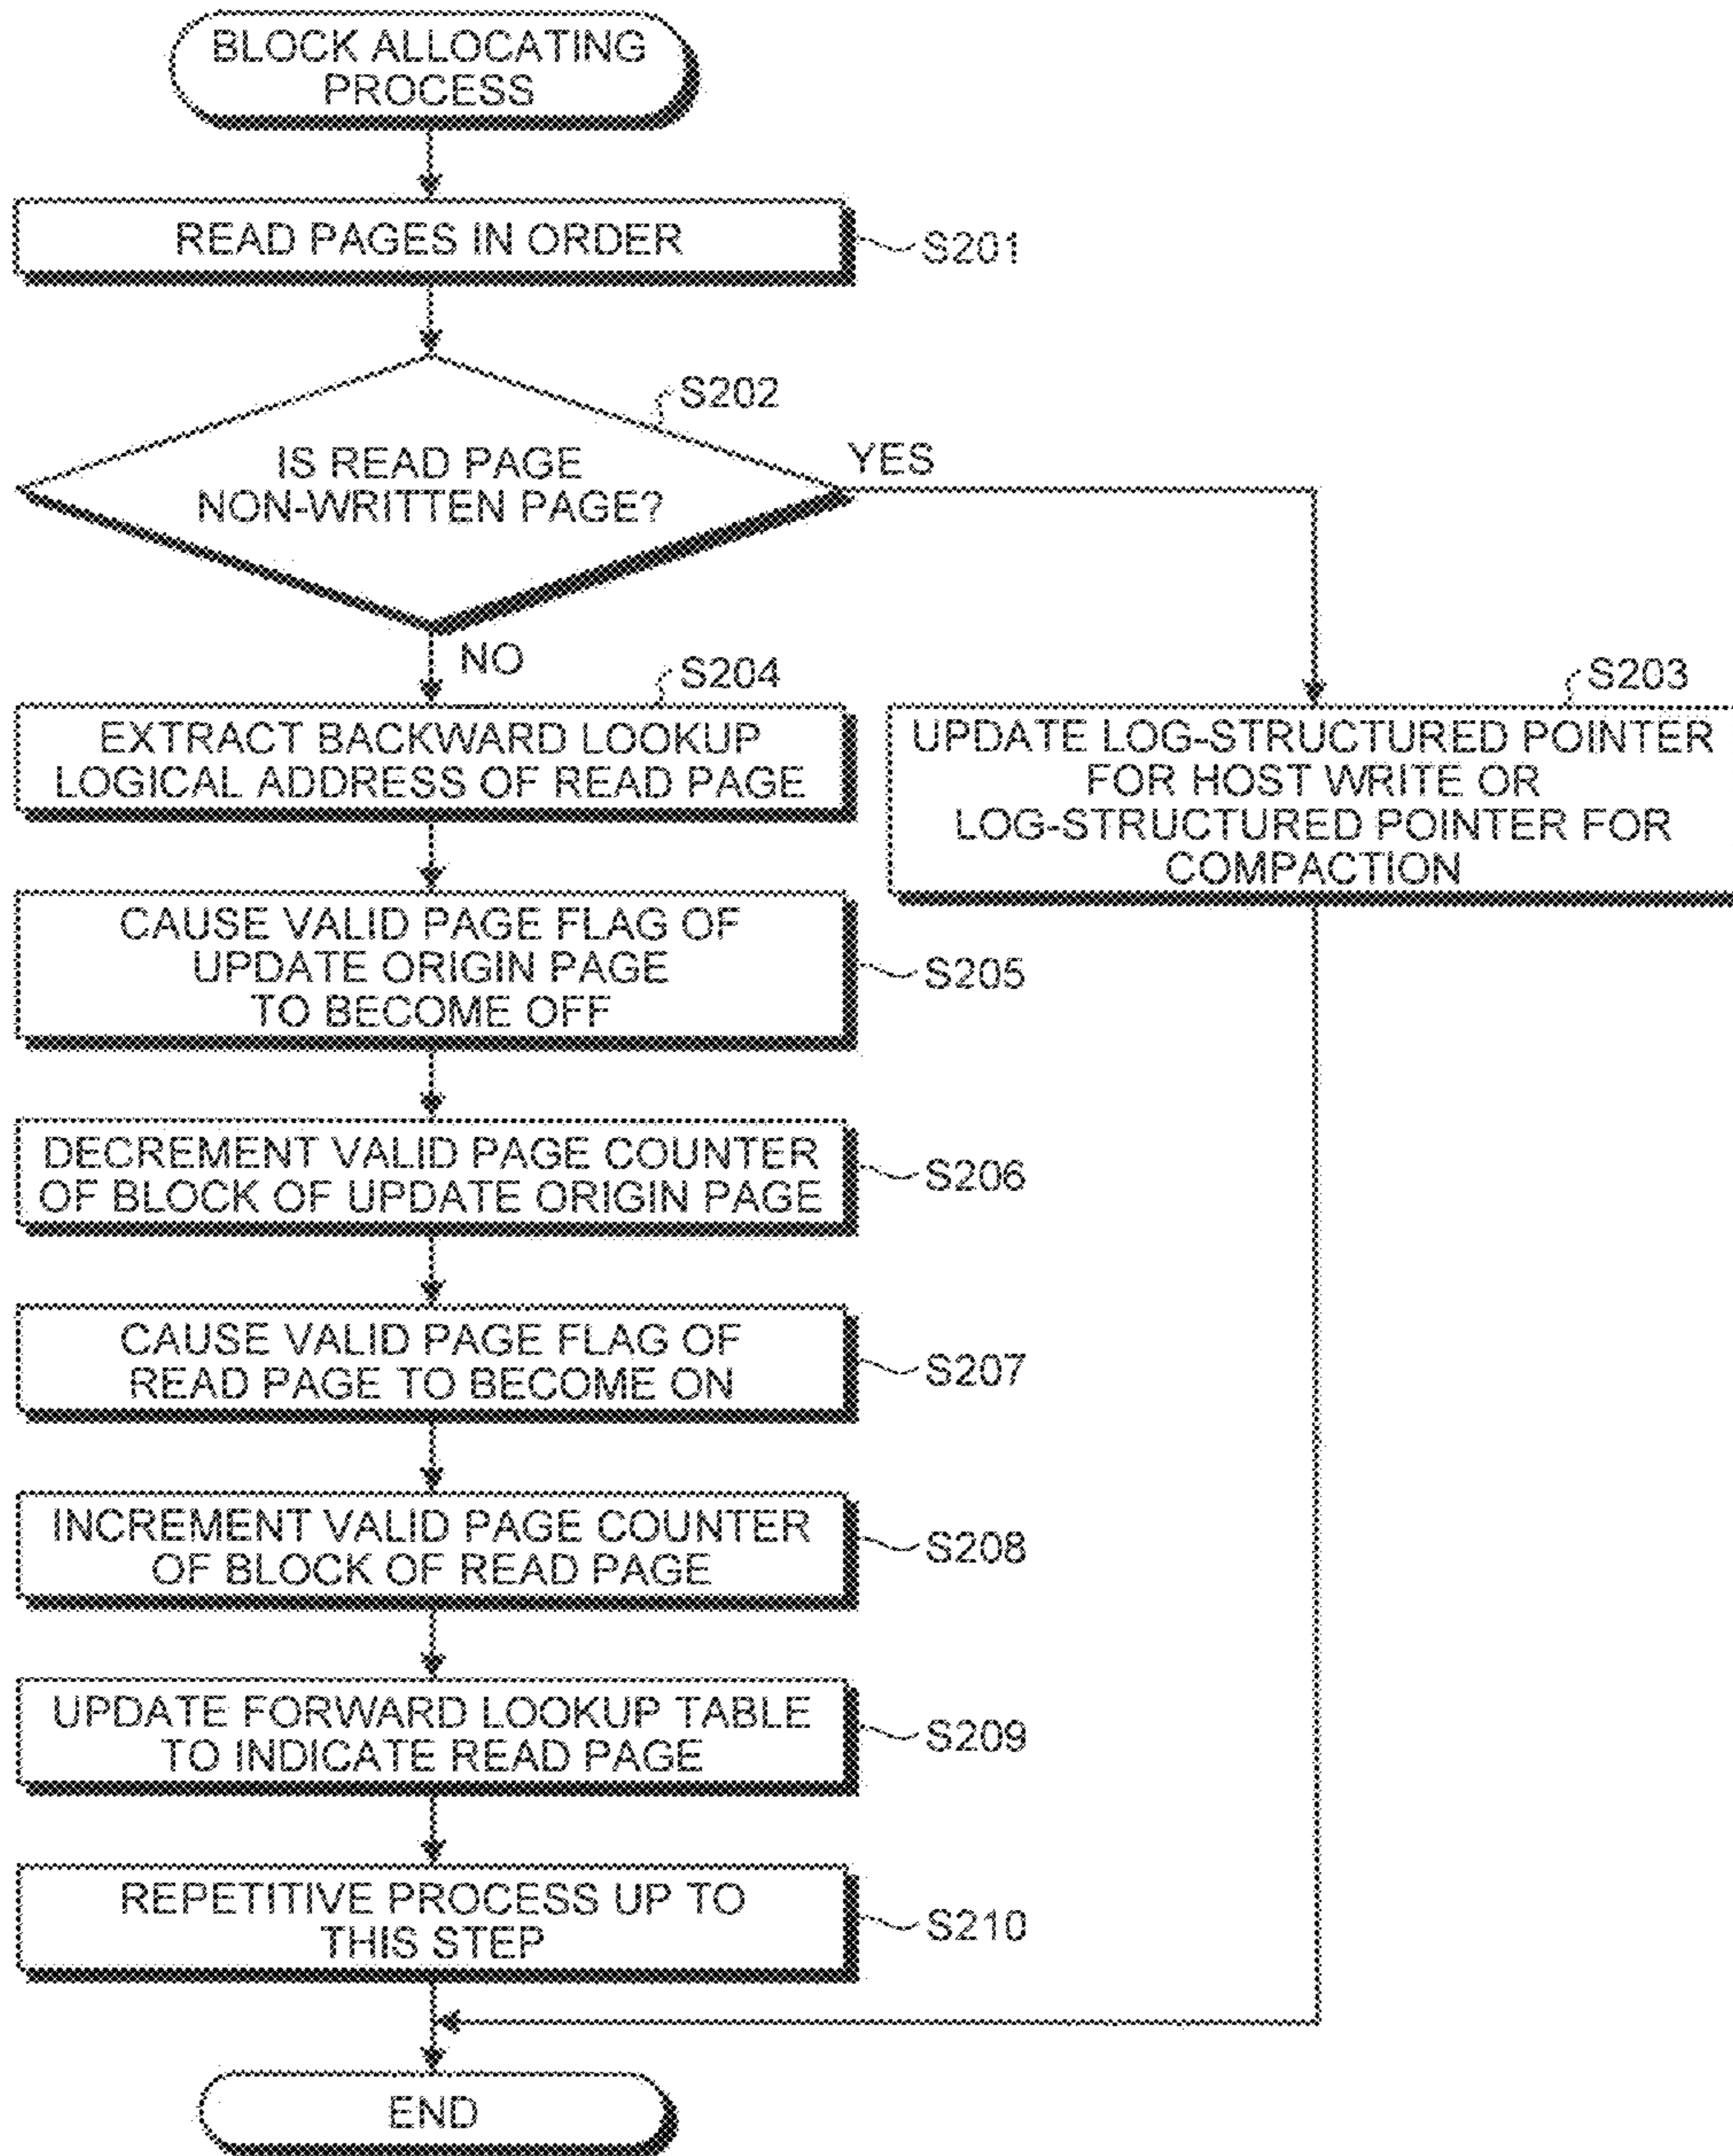 BLOCK ALLOCATING
PROCESS
READ PAGES IN ORDER
S201
S202
IS READ PAGE
NON-WRITTEN PAGE?
YES
NO
S204
EXTRACT BACKWARD LOOKUP
LOGICAL ADDRESS OF READ PAGE
S203
UPDATE LOG-STRUCTURED POINTER
FOR HOST WRITE OR
LOG-STRUCTURED POINTER FOR
COMPACTION
CAUSE VALID PAGE FLAG OF
UPDATE ORIGIN PAGE
TO BECOME OFF
S205
DECREMENT VALID PAGE COUNTER
OF BLOCK OF UPDATE ORIGIN PAGE
S206
CAUSE VALID PAGE FLAG OF
READ PAGE TO BECOME ON
S207
INCREMENT VALID PAGE COUNTER
OF BLOCK OF READ PAGE
S208
UPDATE FORWARD LOOKUP TABLE
TO INDICATE READ PAGE
S209
REPETITIVE PROCESS UP TO
THIS STEP
S210
END